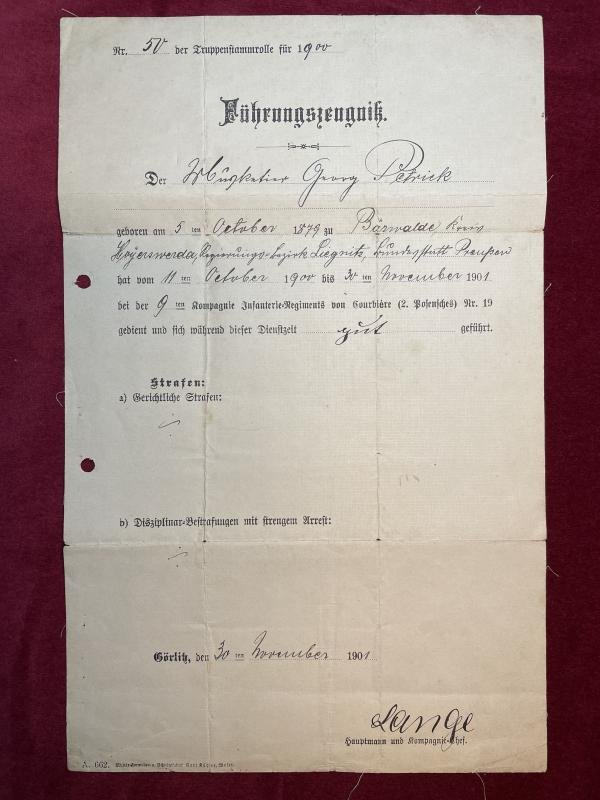 Nr. 50 der Truppenstammrolle für 1900
Führungszeugniß.
Der Musketier Georg Petrick
geboren am 5 ten October 1879 zu Bärwalde Kreis
Hoyerswerda, Regierungs-Bezirk Liegnitz, Bundesstaat Preußen
hat vom 11 ten October 1900 bis 30 ten November 1901
bei der 9 ten Kompagnie Infanterie-Regiments von Courbière (2. Posensches) Nr. 19
gedient und sich während dieser Dienstzeit gut geführt.
Strafen:
a) Gerichtliche Strafen:
b) Disziplinar-Bestrafungen mit strengem Arrest:
Görlitz, den 30 ten November 1901
Lange
Hauptmann und Kompagnie-Chef.
A. 662.